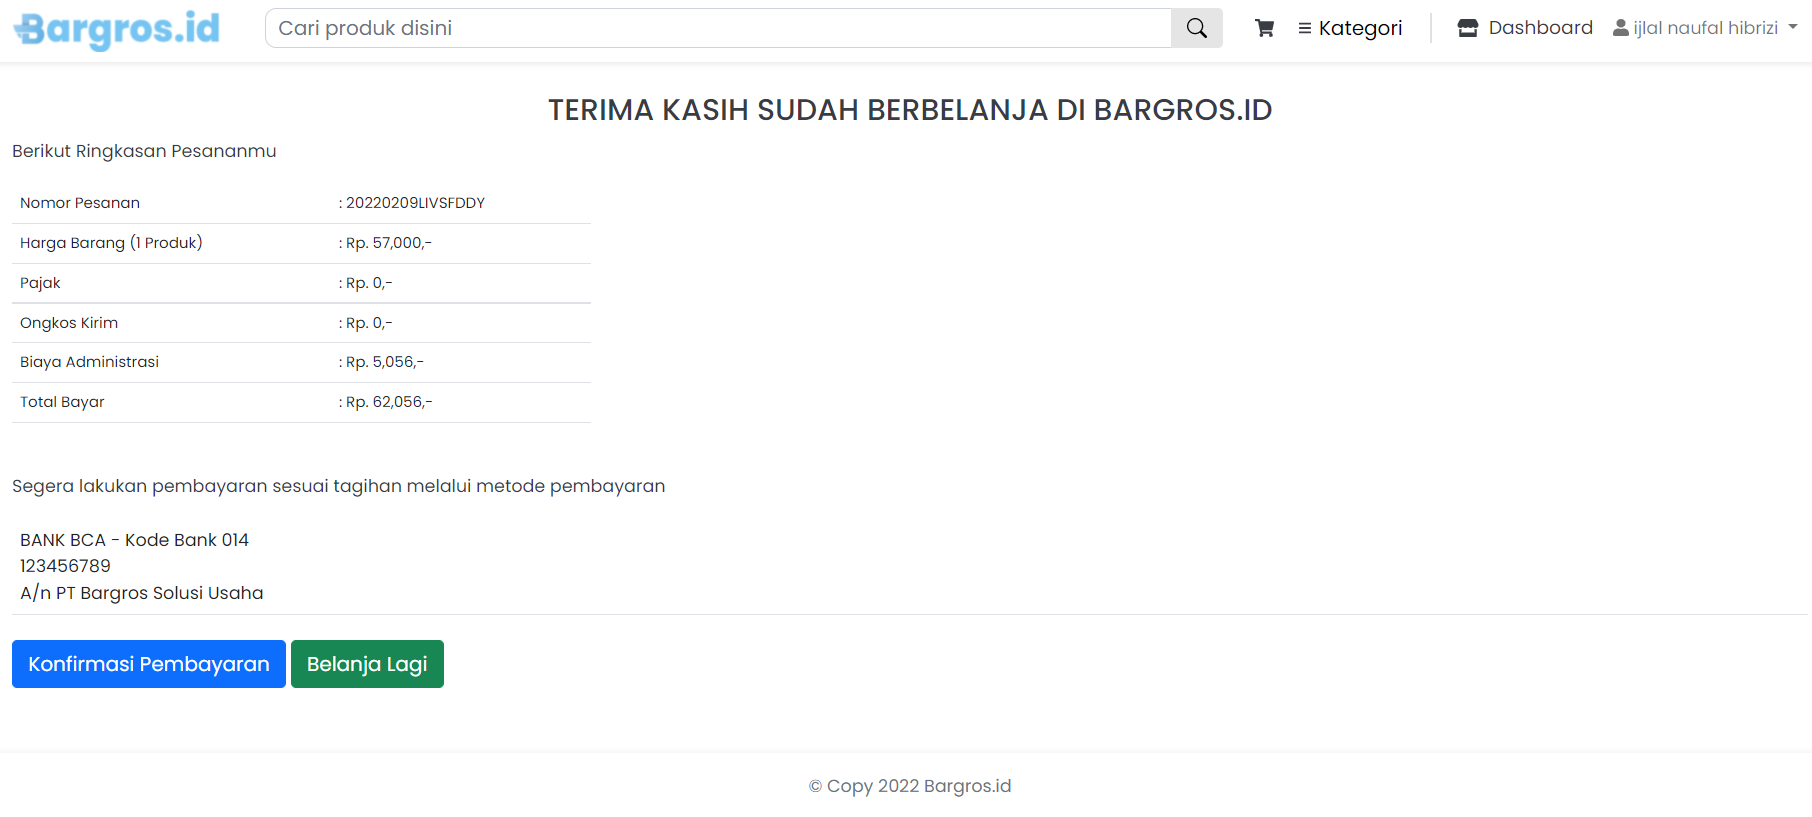 Bargros.id
Cari produk disini
Kategori
Dashboard
ijlal naufal hibrizi
TERIMA KASIH SUDAH BERBELANJA DI BARGROS.ID
Berikut Ringkasan Pesananmu
Nomor Pesanan : 20220209LIVSFDDY
Harga Barang (1 Produk) : Rp. 57,000,-
Pajak : Rp. 0,-
Ongkos Kirim : Rp. 0,-
Biaya Administrasi : Rp. 5,056,-
Total Bayar : Rp. 62,056,-
Segera lakukan pembayaran sesuai tagihan melalui metode pembayaran
BANK BCA - Kode Bank 014
123456789
A/n PT Bargros Solusi Usaha
Konfirmasi Pembayaran
Belanja Lagi
© Copy 2022 Bargros.id